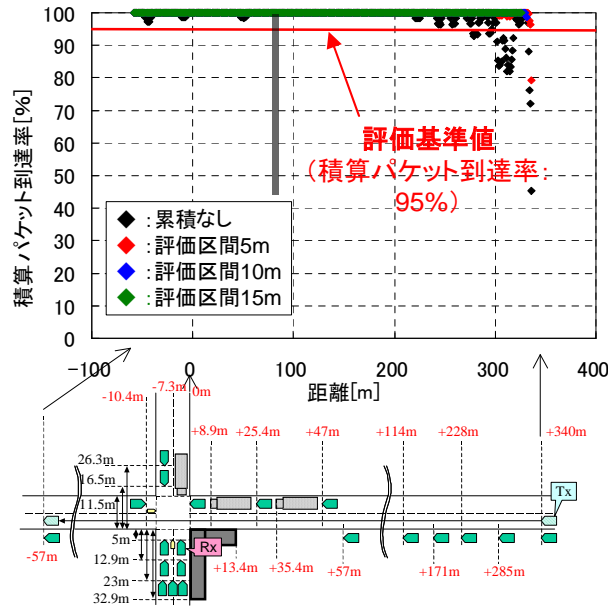 積算パケット到達率[%]
100
90
80
70
60
50
40
30
20
10
0
評価基準値
(積算パケット到達率:
95%)
:累積なし
:評価区間5m
:評価区間10m
:評価区間15m
-100
0
100
200
300
400
距離[m]
-10.4m
-7.3m
0m
+8.9m
+25.4m
+47m
+114m
+228m
+340m
26.3m
16.5m
11.5m
Tx
-57m
5m
Rx
12.9m
23m
32.9m
+13.4m
+35.4m
+57m
+171m
+285m